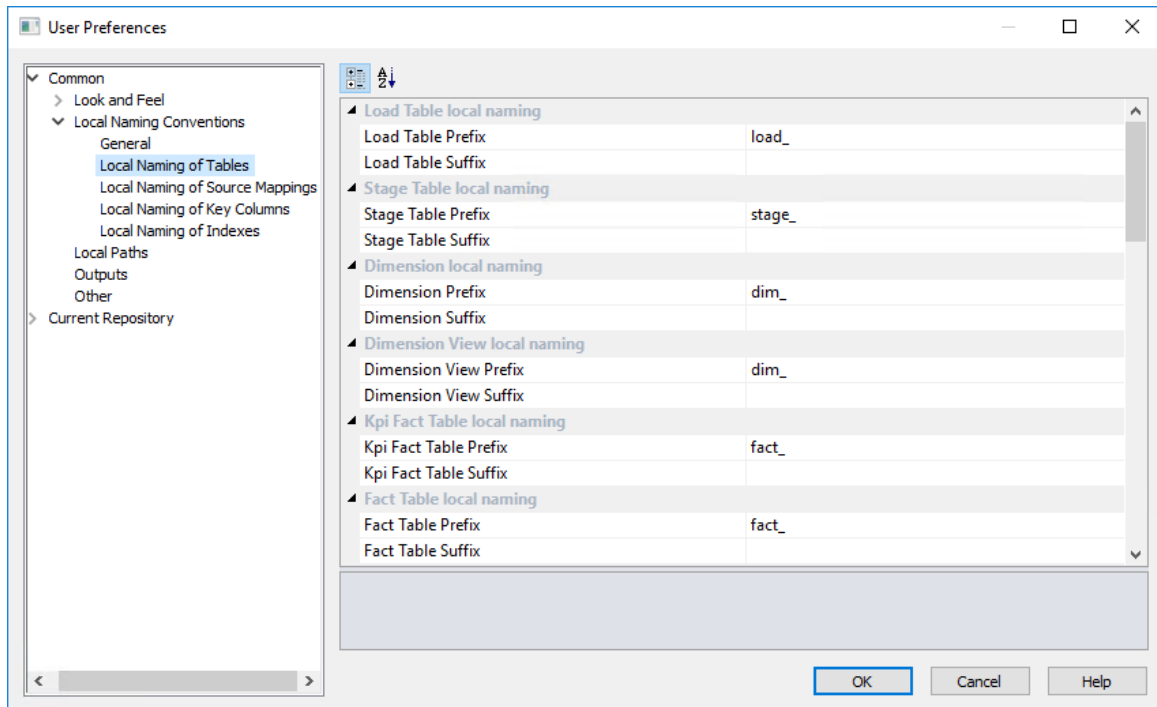 User Preferences
Common
Look and Feel
Local Naming Conventions
General
Local Naming of Tables
Local Naming of Source Mappings
Local Naming of Key Columns
Local Naming of Indexes
Local Paths
Outputs
Other
Current Repository
Load Table local naming
Load Table Prefix load_
Load Table Suffix
Stage Table local naming
Stage Table Prefix stage_
Stage Table Suffix
Dimension local naming
Dimension Prefix dim_
Dimension Suffix
Dimension View local naming
Dimension View Prefix dim_
Dimension View Suffix
Kpi Fact Table local naming
Kpi Fact Table Prefix fact_
Kpi Fact Table Suffix
Fact Table local naming
Fact Table Prefix fact_
Fact Table Suffix
OK Cancel Help